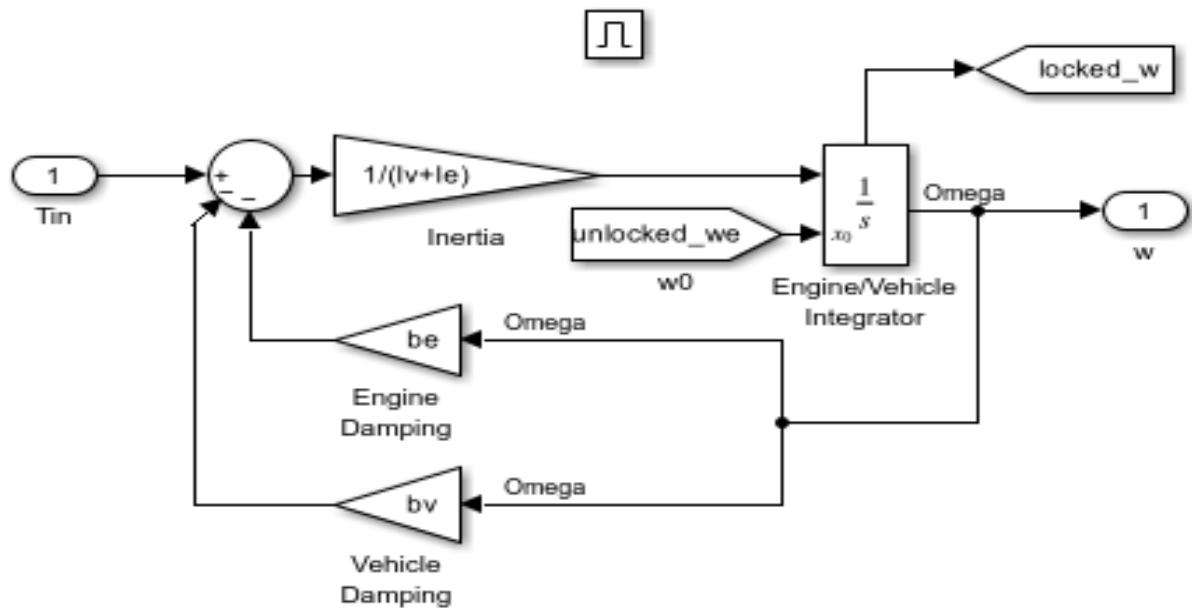 locked_w
1
Tin
+
−
−
1/(Iv+Ie)
Inertia
unlocked_we
w0
1
s
x0
Engine/Vehicle
Integrator
Omega
1
w
be
Omega
Engine
Damping
bv
Omega
Vehicle
Damping